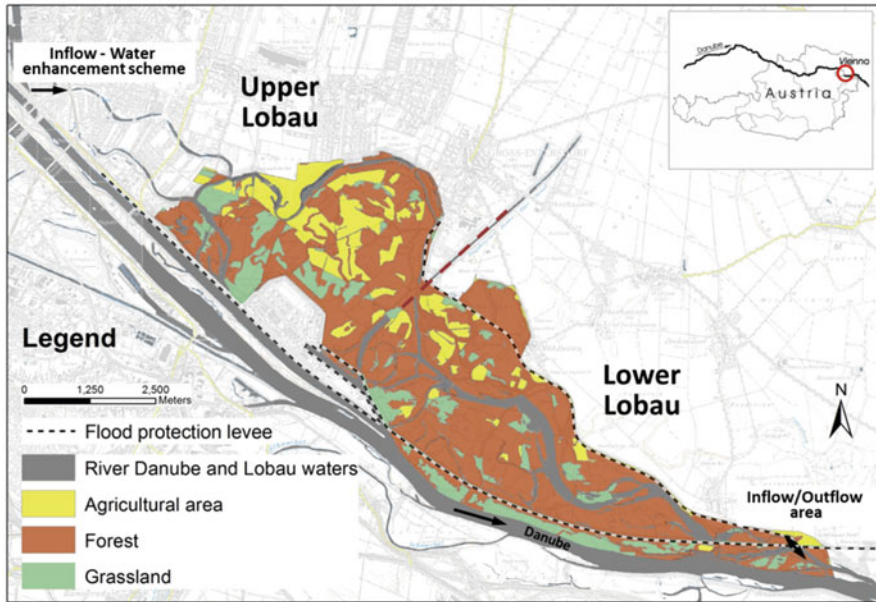 Inflow - Water
enhancement scheme
Upper
Lobau
Danube
Vienna
Austria
Legend
0 1,250 2,500
Meters
Lower
Lobau
N
Flood protection levee
River Danube and Lobau waters
Agricultural area
Forest
Grassland
Inflow/Outflow
area
Danube